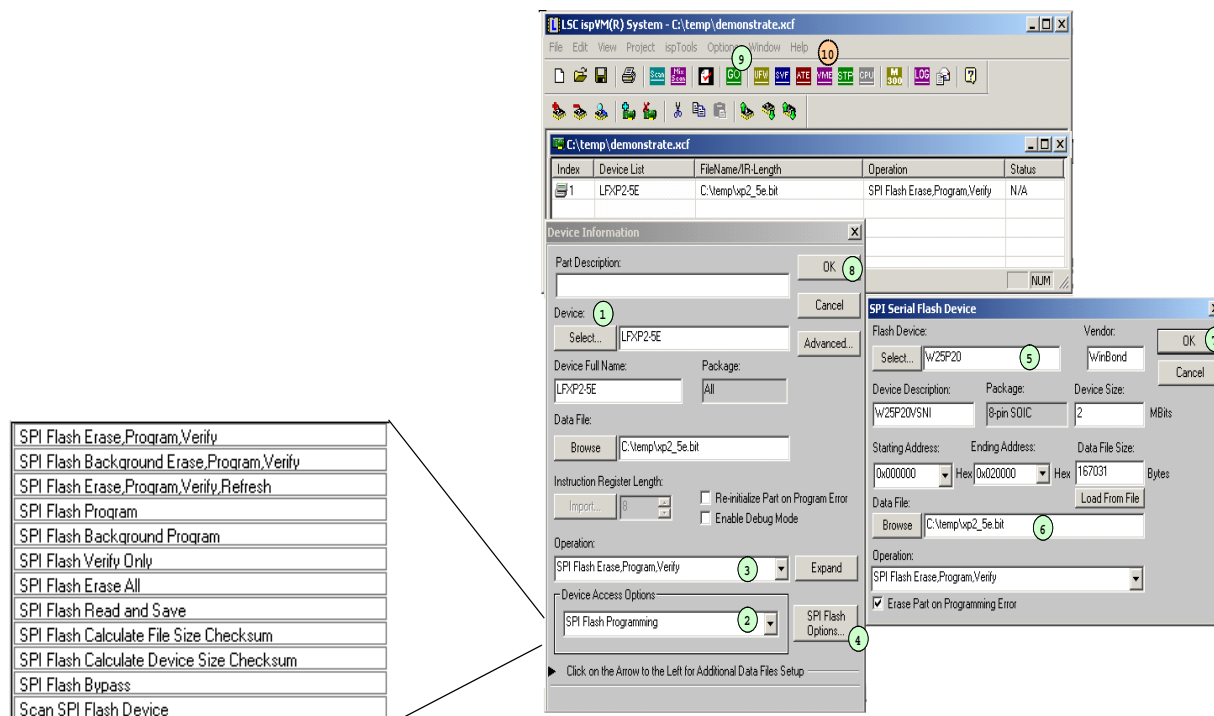 LSC ispVM(R) System - C:\temp\demonstrate.xcf
File Edit View Project ispTools Options Window Help
9
10
Scan Mix Scan GO UFW SVF ATE VME STP CPU M 300 LOG
C:\temp\demonstrate.xcf
Index Device List FileName/IR-Length Operation Status
1 LFXP2-5E C:\temp\xp2_5e.bit SPI Flash Erase,Program,Verify N/A
NUM
Device Information
Part Description:
OK 8
Cancel
Device: 1
Select... LFXP2-5E
Advanced...
Device Full Name: Package:
LFXP2-5E All
Data File:
Browse C:\temp\xp2_5e.bit
Instruction Register Length:
Import... 8
Re-initialize Part on Program Error
Enable Debug Mode
Operation:
SPI Flash Erase,Program,Verify 3 Expand
Device Access Options
SPI Flash Programming 2
SPI Flash
Options... 4
Click on the Arrow to the Left for Additional Data Files Setup
SPI Serial Flash Device
Flash Device: Vendor:
Select... W25P20 5 WinBond
OK 7
Cancel
Device Description: Package: Device Size:
W25P20VSNI 8-pin SOIC 2 MBits
Starting Address: Ending Address: Data File Size:
0x000000 Hex 0x020000 Hex 167031 Bytes
Data File:
Load From File
Browse C:\temp\xp2_5e.bit 6
Operation:
SPI Flash Erase,Program,Verify
Erase Part on Programming Error
SPI Flash Erase,Program,Verify
SPI Flash Background Erase,Program,Verify
SPI Flash Erase,Program,Verify,Refresh
SPI Flash Program
SPI Flash Background Program
SPI Flash Verify Only
SPI Flash Erase All
SPI Flash Read and Save
SPI Flash Calculate File Size Checksum
SPI Flash Calculate Device Size Checksum
SPI Flash Bypass
Scan SPI Flash Device